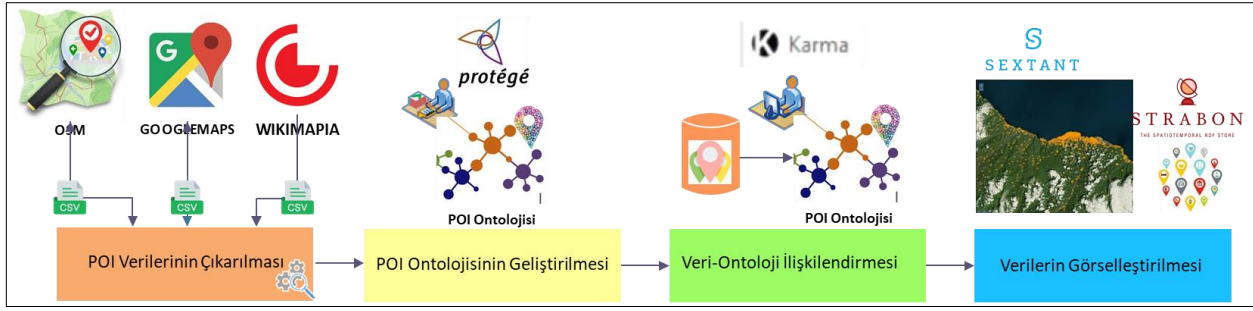 protégé
Karma
SEXTANT
STRABON
THE SPATIOTEMPORAL RDF STORE
OSM
GOOGLEMAPS
WIKIMAPIA
CSV
CSV
CSV
POI Ontolojisi
POI Ontolojisi
POI Verilerinin Çıkarılması
POI Ontolojisinin Geliştirilmesi
Veri-Ontoloji İlişkilendirmesi
Verilerin Görselleştirilmesi